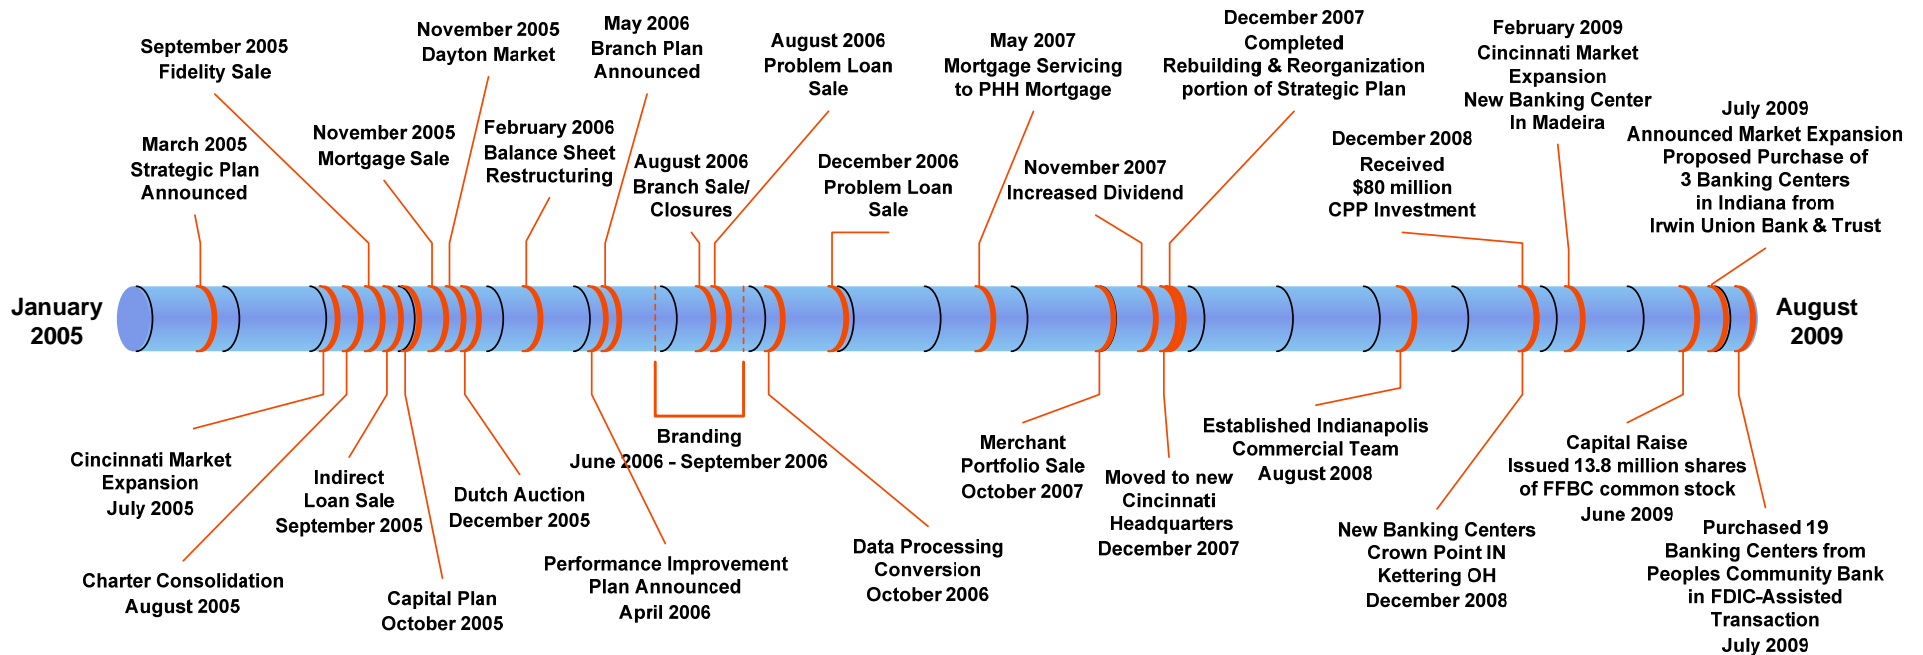 January
2005
March 2005
Strategic Plan
Announced
September 2005
Fidelity Sale
November 2005
Mortgage Sale
November 2005
Dayton Market
February 2006
Balance Sheet
Restructuring
May 2006
Branch Plan
Announced
August 2006
Branch Sale/
Closures
August 2006
Problem Loan
Sale
December 2006
Problem Loan
Sale
May 2007
Mortgage Servicing
to PHH Mortgage
November 2007
Increased Dividend
December 2007
Completed
Rebuilding & Reorganization
portion of Strategic Plan
December 2008
Received
$80 million
CPP Investment
February 2009
Cincinnati Market
Expansion
New Banking Center
In Madeira
July 2009
Announced Market Expansion
Proposed Purchase of
3 Banking Centers
in Indiana from
Irwin Union Bank & Trust
August
2009
Cincinnati Market
Expansion
July 2005
Charter Consolidation
August 2005
Indirect
Loan Sale
September 2005
Capital Plan
October 2005
Dutch Auction
December 2005
Performance Improvement
Plan Announced
April 2006
Branding
June 2006 - September 2006
Data Processing
Conversion
October 2006
Merchant
Portfolio Sale
October 2007
Moved to new
Cincinnati
Headquarters
December 2007
Established Indianapolis
Commercial Team
August 2008
New Banking Centers
Crown Point IN
Kettering OH
December 2008
Capital Raise
Issued 13.8 million shares
of FFBC common stock
June 2009
Purchased 19
Banking Centers from
Peoples Community Bank
in FDIC-Assisted
Transaction
July 2009